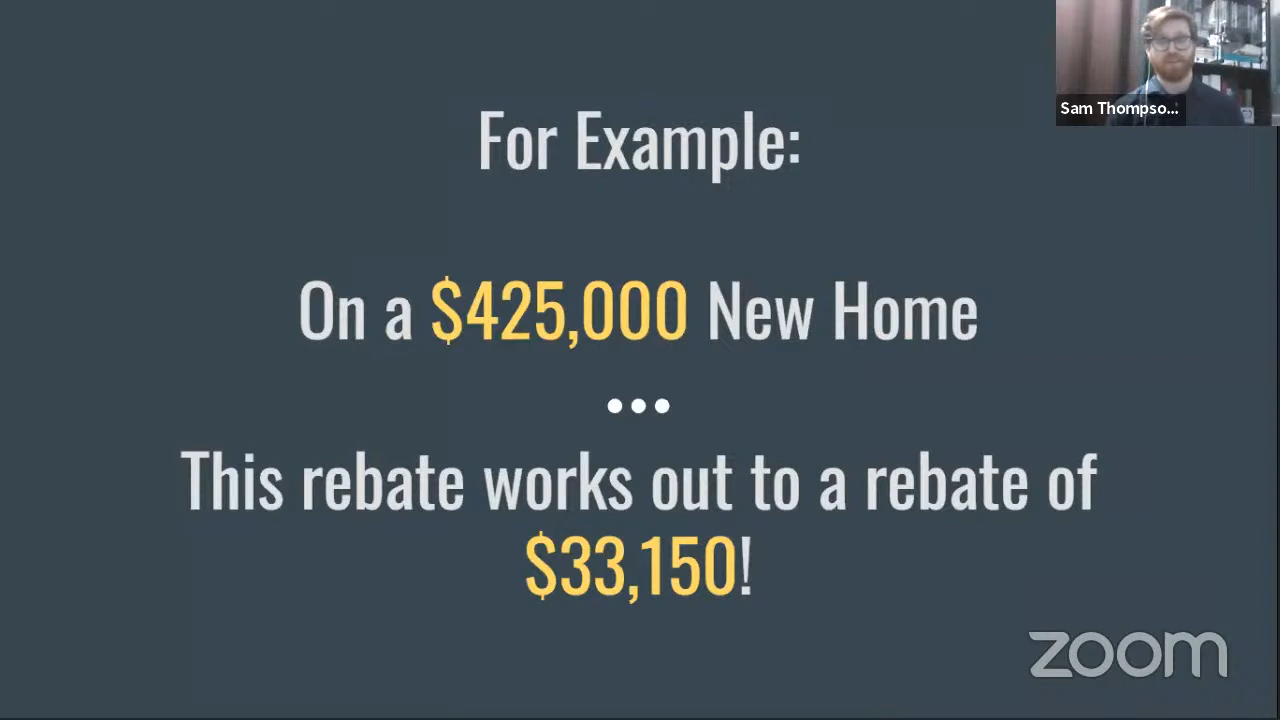 Sam Thompso...
For Example:
On a $425,000 New Home
This rebate works out to a rebate of
$33,150!
zoom